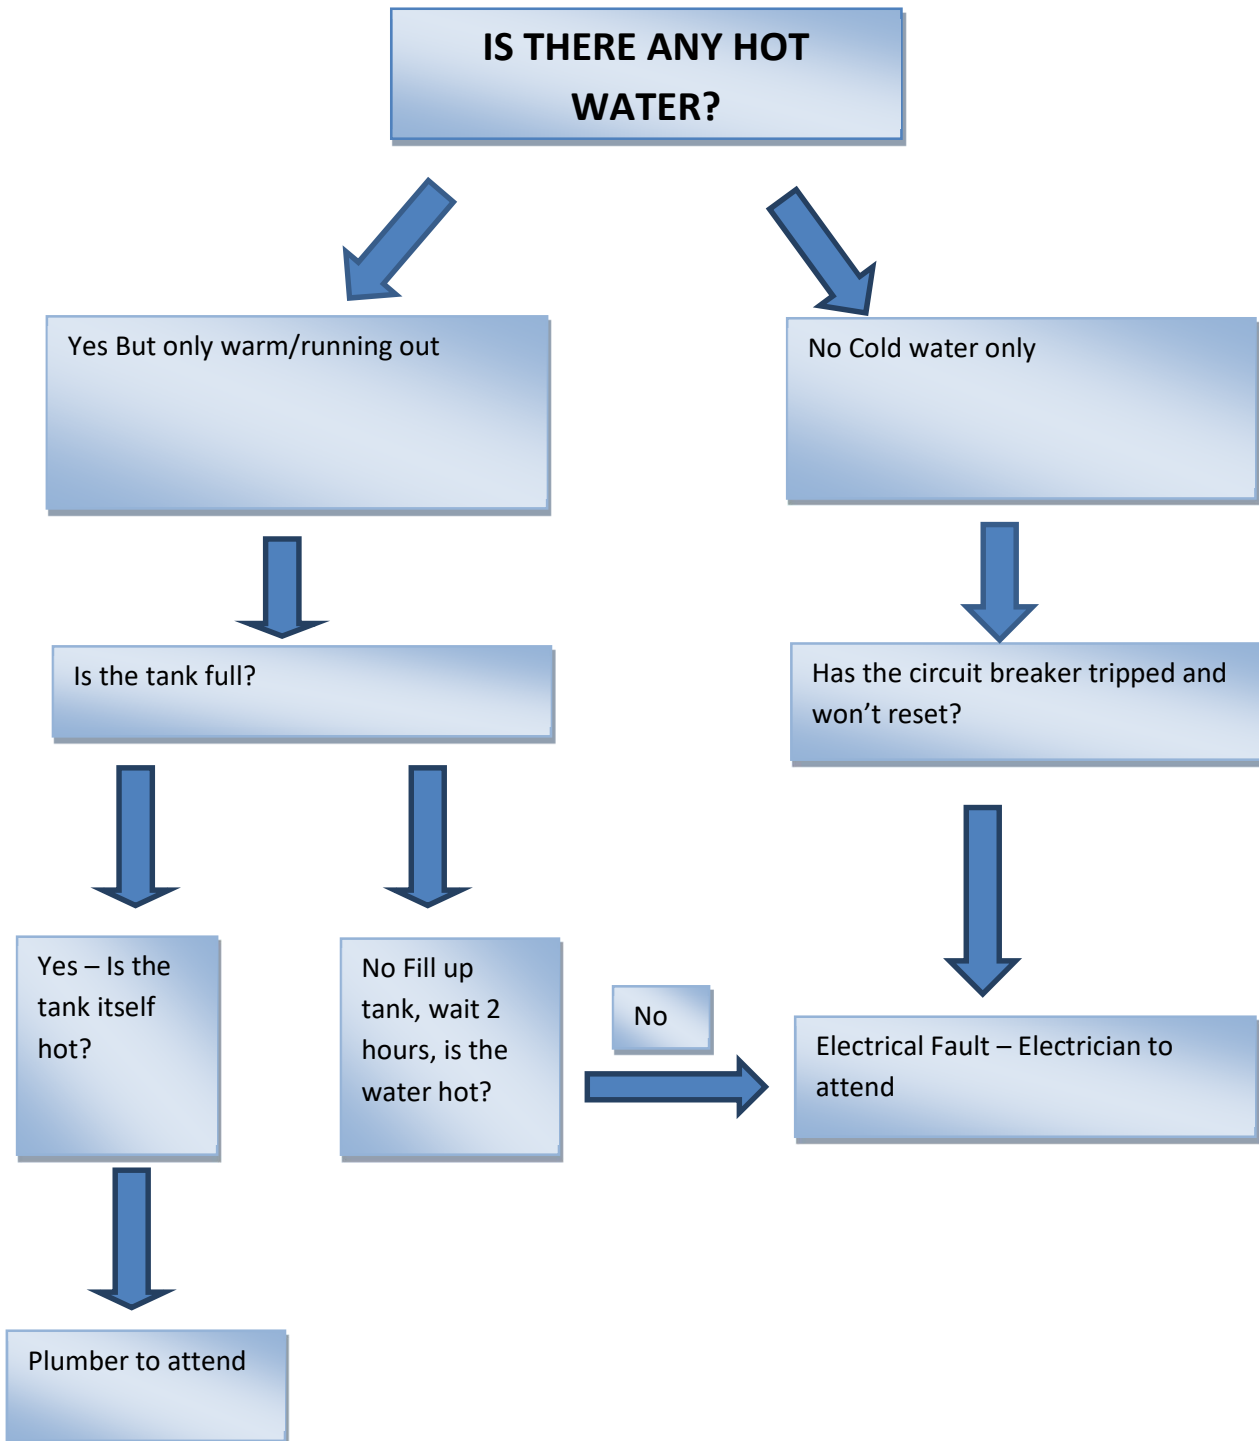 IS THERE ANY HOT
WATER?
Yes But only warm/running out
No Cold water only
Is the tank full?
Has the circuit breaker tripped and
won’t reset?
Yes – Is the
tank itself
hot?
No Fill up
tank, wait 2
hours, is the
water hot?
No
Electrical Fault – Electrician to
attend
Plumber to attend